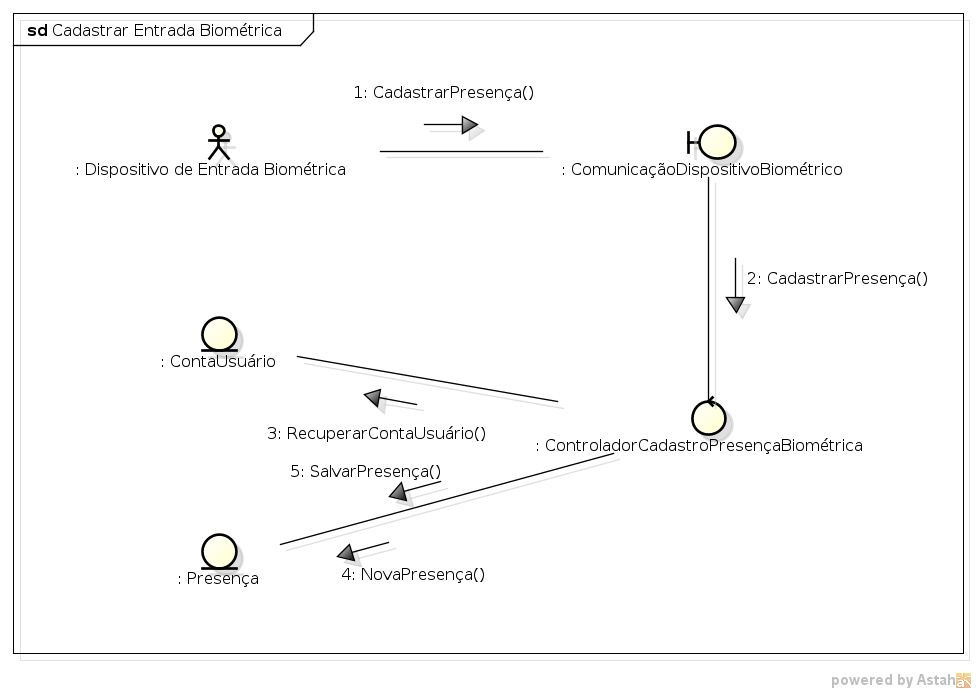 sd Cadastrar Entrada Biométrica
1: CadastrarPresença()
: Dispositivo de Entrada Biométrica
: ComunicaçãoDispositivoBiométrico
2: CadastrarPresença()
: ContaUsuário
3: RecuperarContaUsuário()
: ControladorCadastroPresençaBiométrica
5: SalvarPresença()
4: NovaPresença()
: Presença
powered by Astah